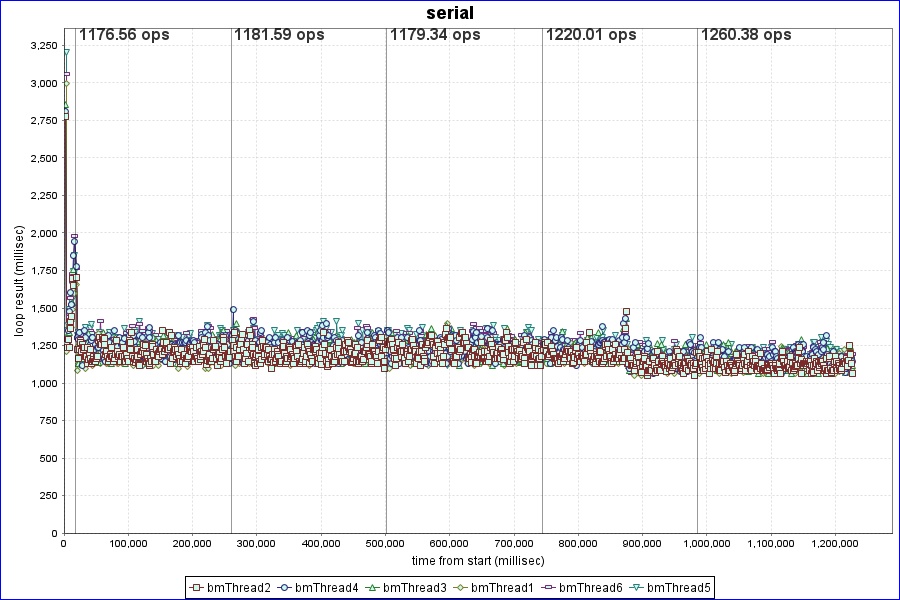 serial
1176.56 ops 1181.59 ops 1179.34 ops 1220.01 ops 1260.38 ops
3,250
3,000
2,750
2,500
2,250
2,000
1,750
1,500
1,250
1,000
750
500
250
0
loop result (millisec)
0 100,000 200,000 300,000 400,000 500,000 600,000 700,000 800,000 900,000 1,000,000 1,100,000 1,200,000
time from start (millisec)
bmThread2 bmThread4 bmThread3 bmThread1 bmThread6 bmThread5